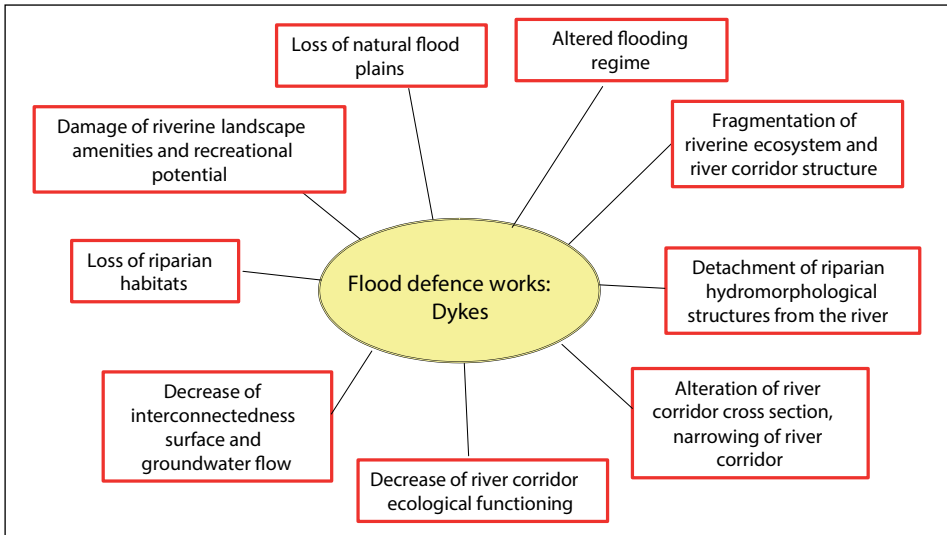 Loss of natural flood
plains
Altered flooding
regime
Damage of riverine landscape
amenities and recreational
potential
Fragmentation of
riverine ecosystem and
river corridor structure
Loss of riparian
habitats
Flood defence works:
Dykes
Detachment of riparian
hydromorphological
structures from the river
Decrease of
interconnectedness
surface and
groundwater flow
Decrease of river corridor
ecological functioning
Alteration of river
corridor cross section,
narrowing of river
corridor